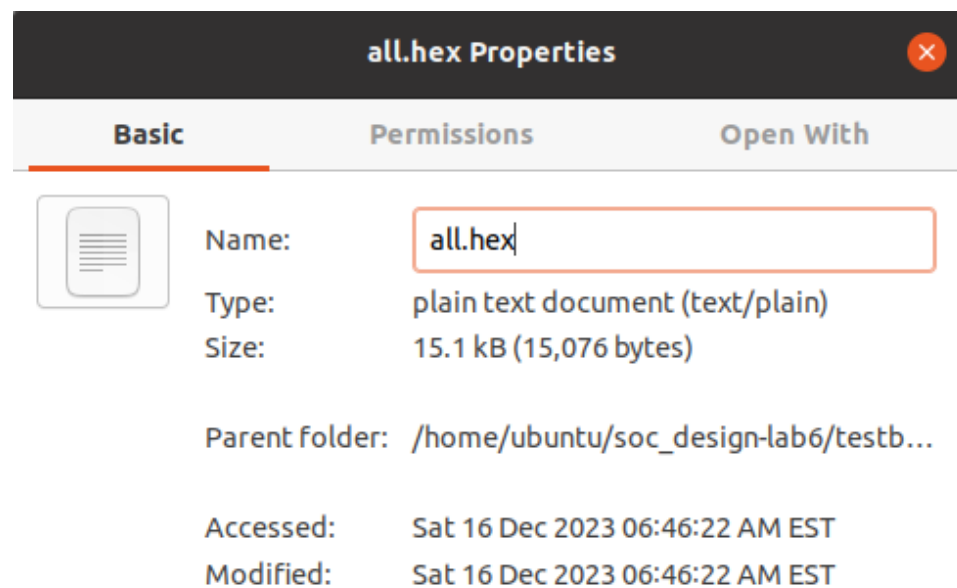 all.hex Properties
Basic Permissions Open With
Name: all.hex
Type: plain text document (text/plain)
Size: 15.1 kB (15,076 bytes)
Parent folder: /home/ubuntu/soc_design-lab6/testb...
Accessed: Sat 16 Dec 2023 06:46:22 AM EST
Modified: Sat 16 Dec 2023 06:46:22 AM EST